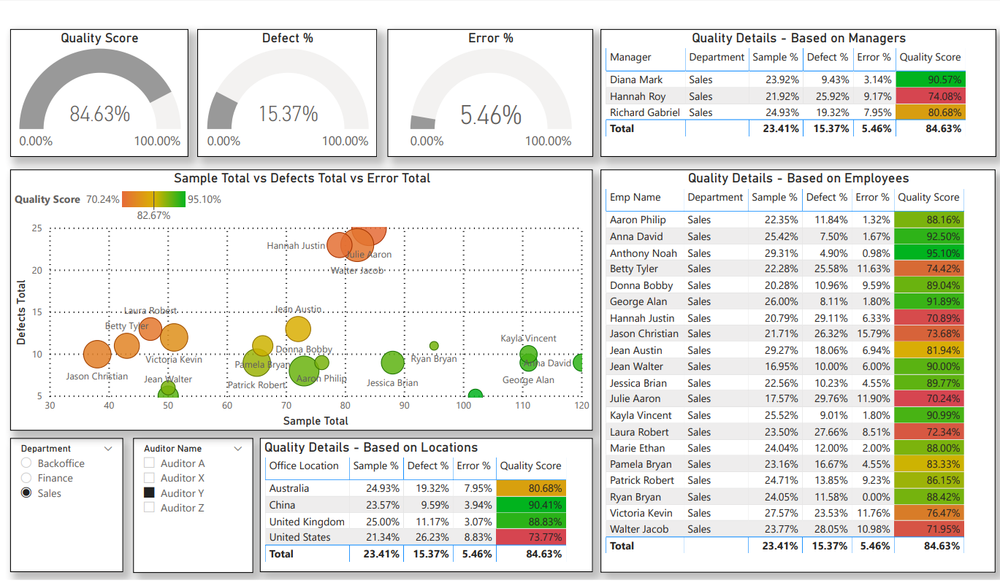 Quality Score
84.63%
0.00% 100.00%
Defect %
15.37%
0.00% 100.00%
Error %
5.46%
0.00% 100.00%
Quality Details - Based on Managers
Manager Department Sample % Defect % Error % Quality Score
Diana Mark Sales 23.92% 9.43% 3.14% 90.57%
Hannah Roy Sales 21.92% 25.92% 9.17% 74.08%
Richard Gabriel Sales 24.93% 19.32% 7.95% 80.68%
Total 23.41% 15.37% 5.46% 84.63%
Sample Total vs Defects Total vs Error Total
Quality Score 70.24% 95.10%
82.67%
Defects Total
25
20
15
10
5
Hannah Justin
Julie Aaron
Walter Jacob
Laura Robert
Jean Austin
Betty Tyler
Kayla Vincent
Donna Bobby
Victoria Kevin
Ryan Bryan
Pamela Bryan
Anna David
Jason Christian
Jean Walter
Aaron Philip
George Alan
Patrick Robert
Jessica Brian
30 40 50 60 70 80 90 100 110 120
Sample Total
Quality Details - Based on Employees
Emp Name Department Sample % Defect % Error % Quality Score
Aaron Philip Sales 22.35% 11.84% 1.32% 88.16%
Anna David Sales 25.42% 7.50% 1.67% 92.50%
Anthony Noah Sales 29.31% 4.90% 0.98% 95.10%
Betty Tyler Sales 22.28% 25.58% 11.63% 74.42%
Donna Bobby Sales 20.28% 10.96% 9.59% 89.04%
George Alan Sales 26.00% 8.11% 1.80% 91.89%
Hannah Justin Sales 20.79% 29.11% 6.33% 70.89%
Jason Christian Sales 21.71% 26.32% 15.79% 73.68%
Jean Austin Sales 29.27% 18.06% 6.94% 81.94%
Jean Walter Sales 16.95% 10.00% 6.00% 90.00%
Jessica Brian Sales 22.56% 10.23% 4.55% 89.77%
Julie Aaron Sales 17.57% 29.76% 11.90% 70.24%
Kayla Vincent Sales 25.52% 9.01% 1.80% 90.99%
Laura Robert Sales 23.50% 27.66% 8.51% 72.34%
Marie Ethan Sales 24.04% 12.00% 2.00% 88.00%
Pamela Bryan Sales 23.16% 16.67% 4.55% 83.33%
Patrick Robert Sales 24.71% 13.85% 9.23% 86.15%
Ryan Bryan Sales 24.05% 11.58% 0.00% 88.42%
Victoria Kevin Sales 27.57% 23.53% 11.76% 76.47%
Walter Jacob Sales 23.77% 28.05% 10.98% 71.95%
Total 23.41% 15.37% 5.46% 84.63%
Department
Backoffice
Finance
Sales
Auditor Name
Auditor A
Auditor X
Auditor Y
Auditor Z
Quality Details - Based on Locations
Office Location Sample % Defect % Error % Quality Score
Australia 24.93% 19.32% 7.95% 80.68%
China 23.57% 9.59% 3.94% 90.41%
United Kingdom 25.00% 11.17% 3.07% 88.83%
United States 21.34% 26.23% 8.83% 73.77%
Total 23.41% 15.37% 5.46% 84.63%